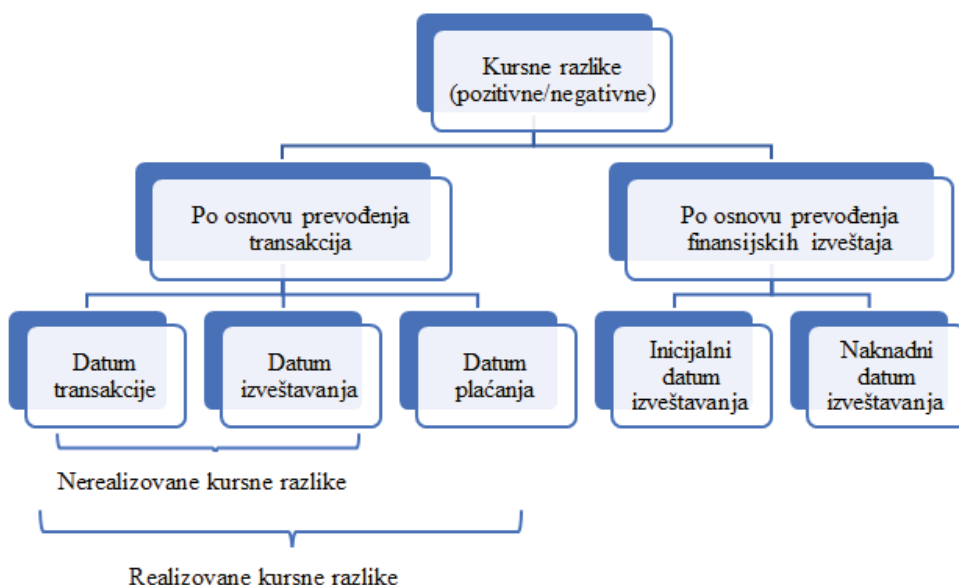 Kursne razlike
(pozitivne/negativne)
Po osnovu prevođenja
transakcija
Po osnovu prevođenja
finansijskih izveštaja
Datum
transakcije
Datum
izveštavanja
Datum
plaćanja
Inicijalni
datum
izveštavanja
Naknadni
datum
izveštavanja
Nerealizovane kursne razlike
Realizovane kursne razlike